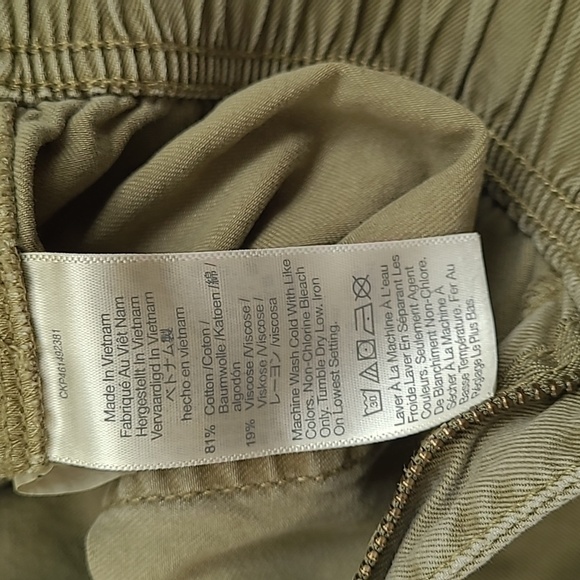 Made In Vietnam
Fabriqué Au Việt Nam
Hergestellt In Vietnam
Vervaardigd In Vietnam
ベトナム製
hecho en vietnam
81% Cotton /Coton /
Baumwolle /Katoen/綿/
algodón
19% Viscose /Viscose /
Viskose /Viscose /
レーヨン /viscosa
Machine Wash Cold With Like
Colors. Non-Chlorine Bleach
Only. Tumble Dry Low. Iron
On Lowest Setting.
30
Laver À La Machine À L'eau
Froide.Laver En Séparant Les
Couleurs. Seulement Agent
De Blanchiment Non-Chlore.
Sécher À La Machine À
Basse Température. Fer Au
Réglage Le Plus Bas.